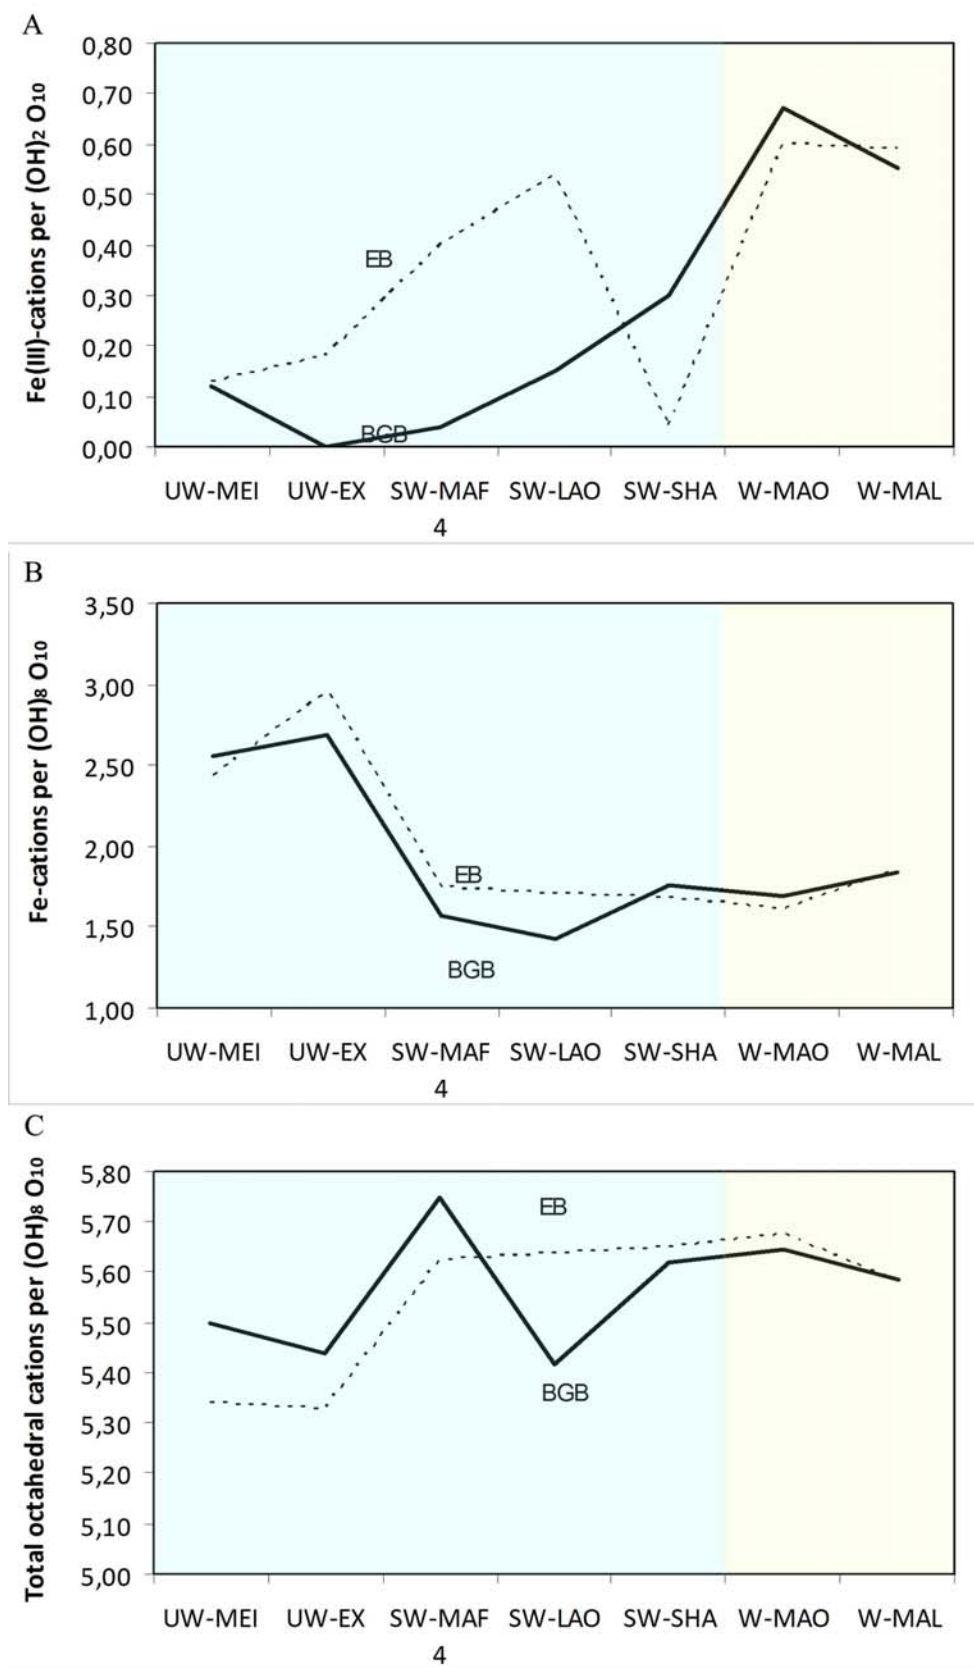 A
Fe(III)-cations per (OH)2 O10
0,80
0,70
0,60
0,50
0,40
0,30
0,20
0,10
0,00
EB
BGB
UW-MEI UW-EX SW-MAF SW-LAO SW-SHA W-MAO W-MAL
4
B
Fe-cations per (OH)8 O10
3,50
3,00
2,50
2,00
1,50
1,00
EB
BGB
UW-MEI UW-EX SW-MAF SW-LAO SW-SHA W-MAO W-MAL
4
C
Total octahedral cations per (OH)8 O10
5,80
5,70
5,60
5,50
5,40
5,30
5,20
5,10
5,00
EB
BGB
UW-MEI UW-EX SW-MAF SW-LAO SW-SHA W-MAO W-MAL
4